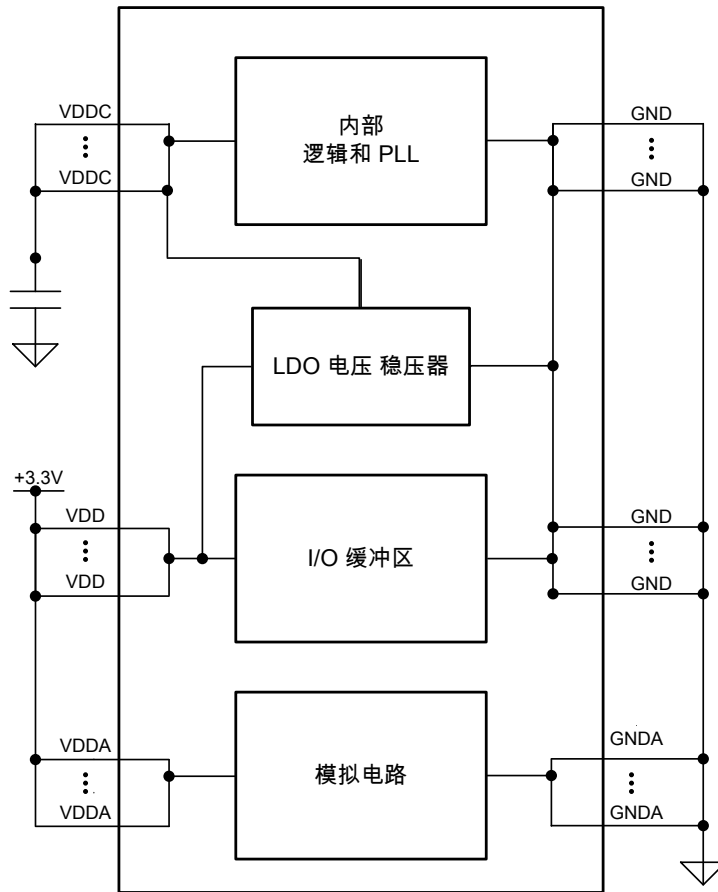 VDDC
VDDC
内部
逻辑和 PLL
GND
GND
LDO 电压 稳压器
+3.3V
VDD
VDD
I/O 缓冲区
GND
GND
VDDA
VDDA
模拟电路
GNDA
GNDA